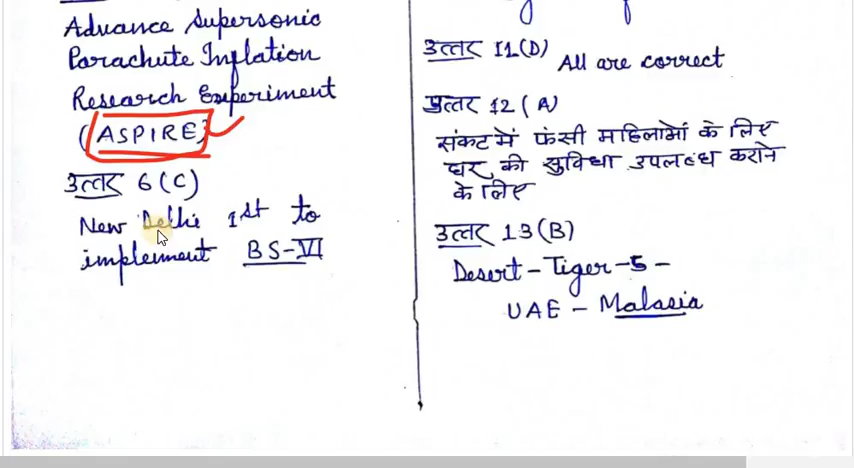 Advance Supersonic
Parachute Inflation
Research Experiment
(ASPIRE)
उत्तर 6 (C)
New Delhi 1st to
implement BS-VI
उत्तर 11(D) All are correct
उत्तर 12 (A)
संकट में फंसी महिलाओं के लिए
घर की सुविधा उपलब्ध कराने
के लिए
उत्तर 13(B)
Desert-Tiger-5-
UAE - Malasia